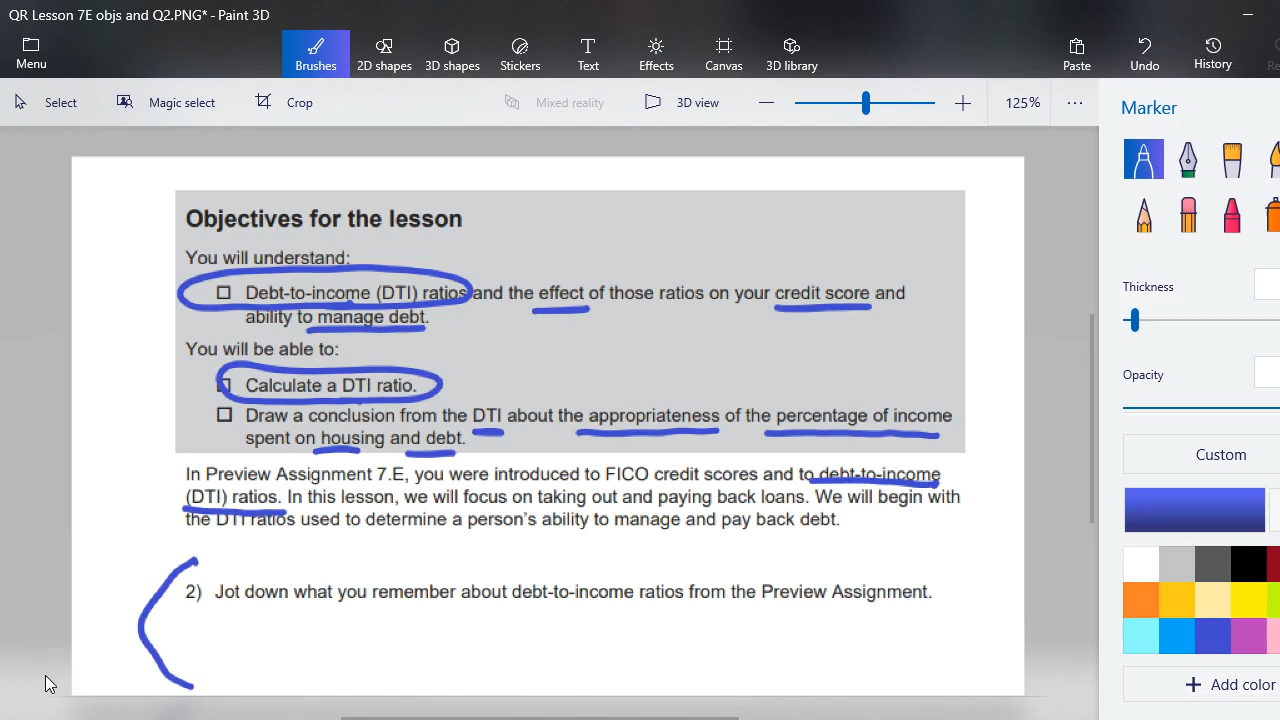 QR Lesson 7E objs and Q2.PNG* - Paint 3D
Menu
Brushes
2D shapes
3D shapes
Stickers
Text
Effects
Canvas
3D library
Paste
Undo
History
Select
Magic select
Crop
Mixed reality
3D view
125%
Marker
Objectives for the lesson
You will understand:
Debt-to-income (DTI) ratios and the effect of those ratios on your credit score and
ability to manage debt.
You will be able to:
Calculate a DTI ratio.
Draw a conclusion from the DTI about the appropriateness of the percentage of income
spent on housing and debt.
In Preview Assignment 7.E, you were introduced to FICO credit scores and to debt-to-income
(DTI) ratios. In this lesson, we will focus on taking out and paying back loans. We will begin with
the DTI ratios used to determine a person's ability to manage and pay back debt.
2) Jot down what you remember about debt-to-income ratios from the Preview Assignment.
Thickness
Opacity
Custom
Add color